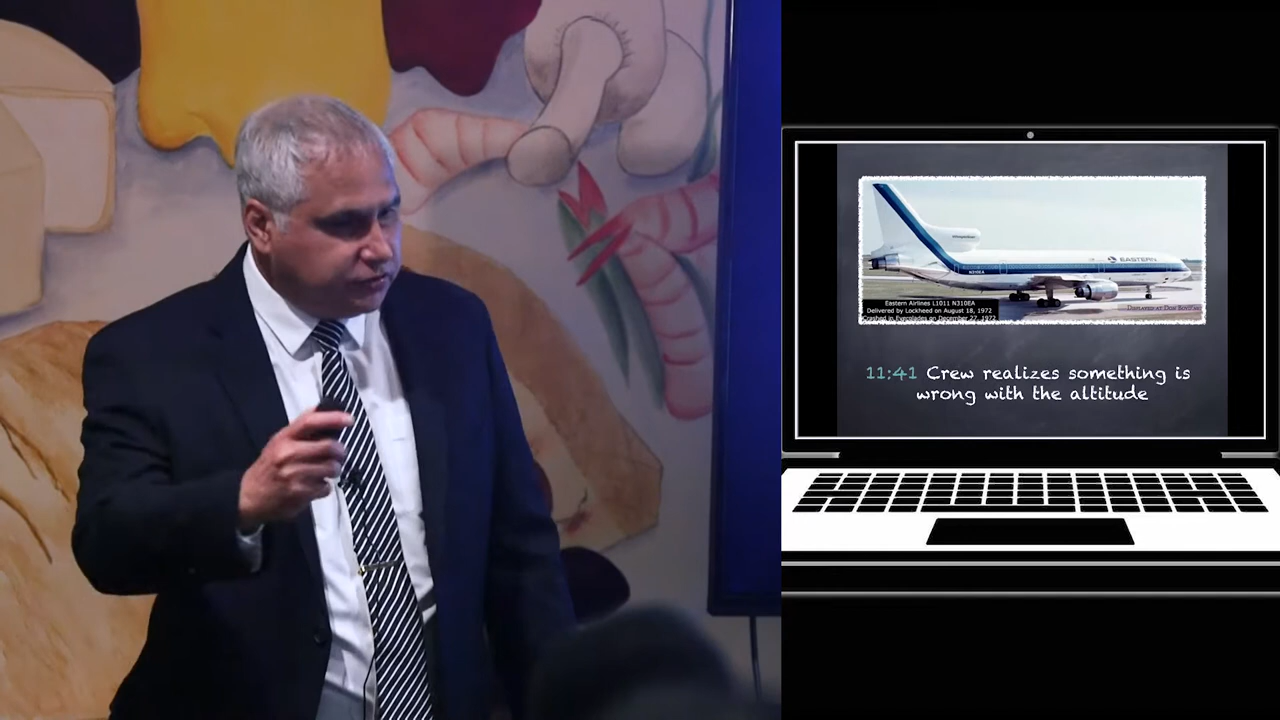 EASTERN
N310EA
Eastern Airlines L1011 N310EA
Delivered by Lockheed on August 18, 1972
Crashed in Everglades on December 27, 1972
11:41 Crew realizes something is
wrong with the altitude